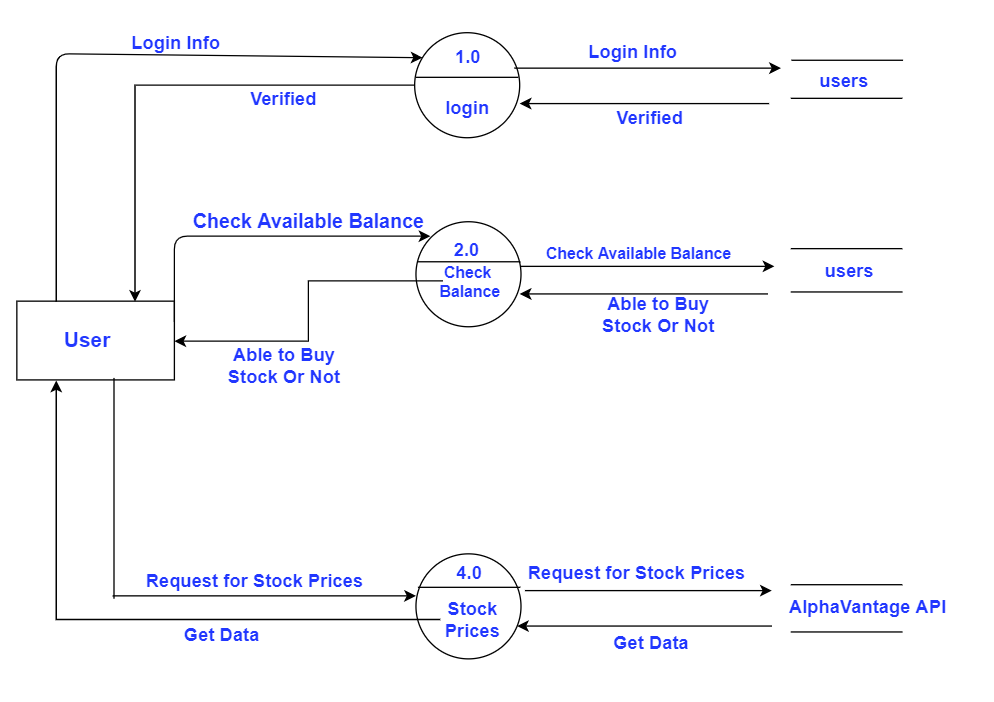 Login Info
1.0
login
Login Info
users
Verified
Verified
Check Available Balance
2.0
Check
Balance
Check Available Balance
users
Able to Buy
Stock Or Not
User
Able to Buy
Stock Or Not
Request for Stock Prices
4.0
Stock
Prices
Request for Stock Prices
AlphaVantage API
Get Data
Get Data